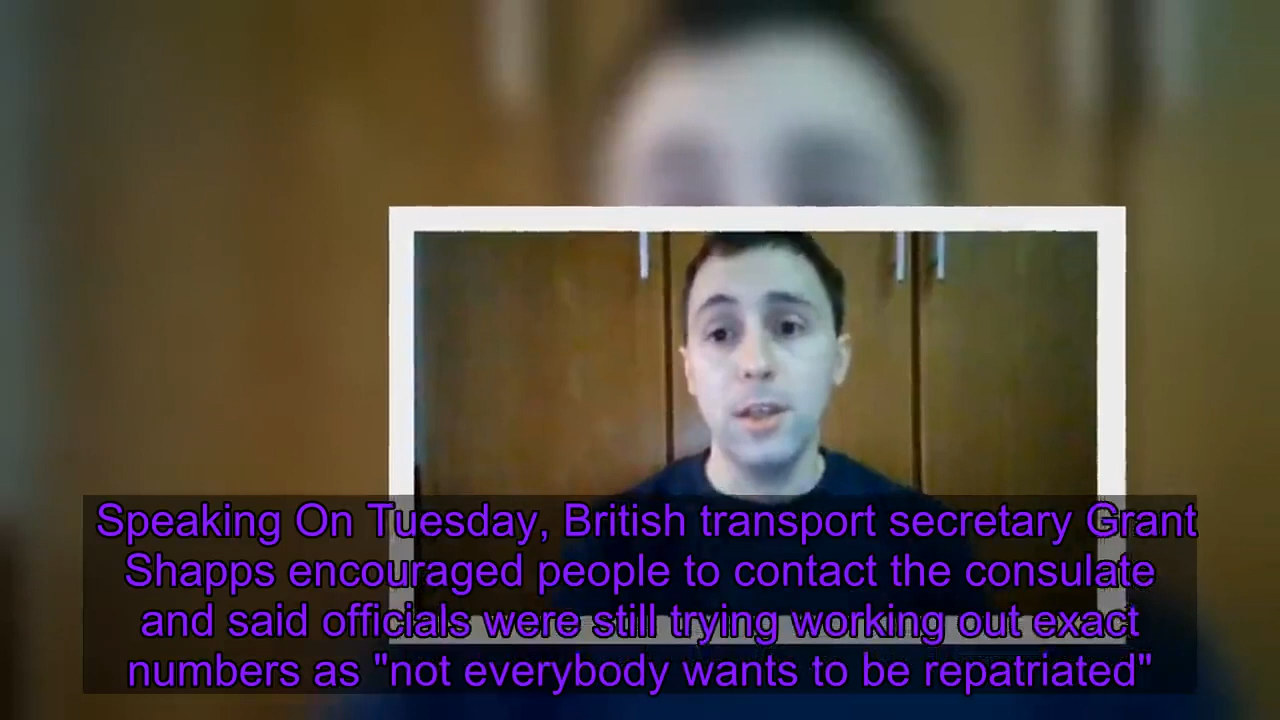 Speaking On Tuesday, British transport secretary Grant
Shapps encouraged people to contact the consulate
and said officials were still trying working out exact
numbers as "not everybody wants to be repatriated"